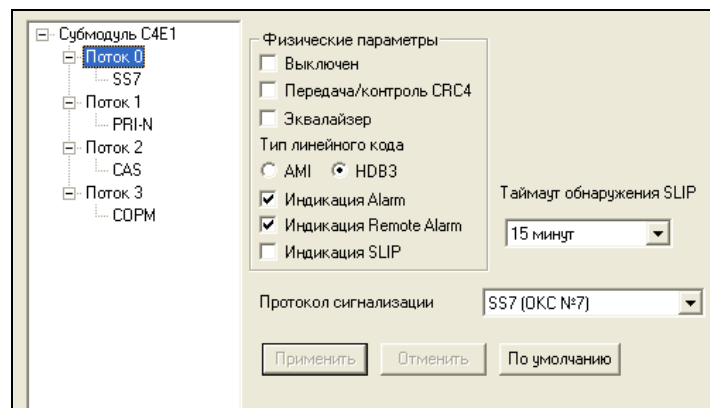 Субмодуль C4E1
Поток 0
SS7
Поток 1
PRI-N
Поток 2
CAS
Поток 3
СОРМ
Физические параметры
Выключен
Передача/контроль CRC4
Эквалайзер
Тип линейного кода
AMI HDB3
Индикация Alarm
Индикация Remote Alarm
Индикация SLIP
Таймаут обнаружения SLIP
15 минут
Протокол сигнализации SS7 (ОКС №7)
Применить Отменить По умолчанию